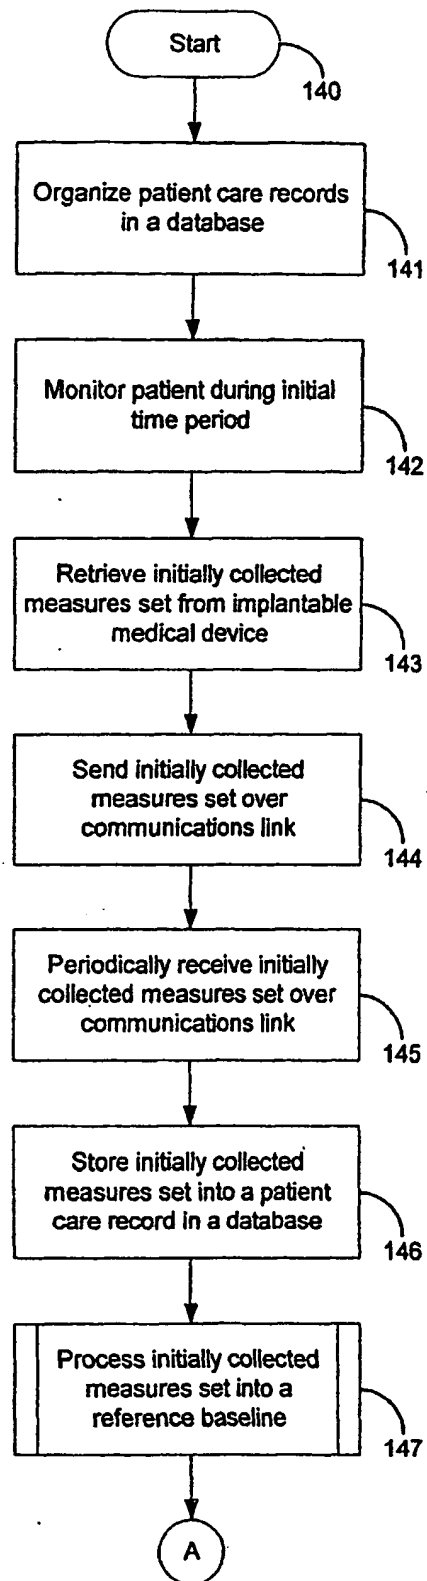 Start
140
Organize patient care records
in a database
141
Monitor patient during initial
time period
142
Retrieve initially collected
measures set from implantable
medical device
143
Send initially collected
measures set over
communications link
144
Periodically receive initially
collected measures set over
communications link
145
Store initially collected
measures set into a patient
care record in a database
146
Process initially collected
measures set into a
reference baseline
147
A